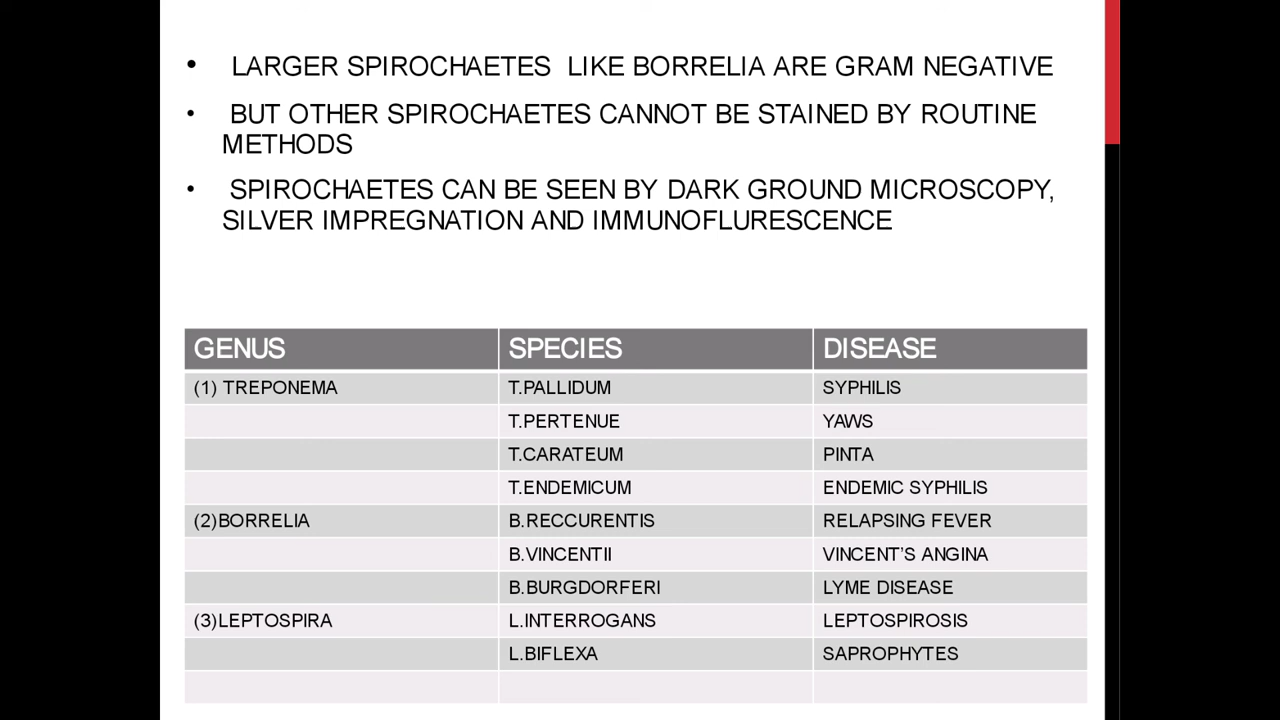 • LARGER SPIROCHAETES LIKE BORRELIA ARE GRAM NEGATIVE
• BUT OTHER SPIROCHAETES CANNOT BE STAINED BY ROUTINE
METHODS
• SPIROCHAETES CAN BE SEEN BY DARK GROUND MICROSCOPY,
SILVER IMPREGNATION AND IMMUNOFLURESCENCE
GENUS SPECIES DISEASE
(1) TREPONEMA T.PALLIDUM SYPHILIS
T.PERTENUE YAWS
T.CARATEUM PINTA
T.ENDEMICUM ENDEMIC SYPHILIS
(2)BORRELIA B.RECCURENTIS RELAPSING FEVER
B.VINCENTII VINCENT’S ANGINA
B.BURGDORFERI LYME DISEASE
(3)LEPTOSPIRA L.INTERROGANS LEPTOSPIROSIS
L.BIFLEXA SAPROPHYTES